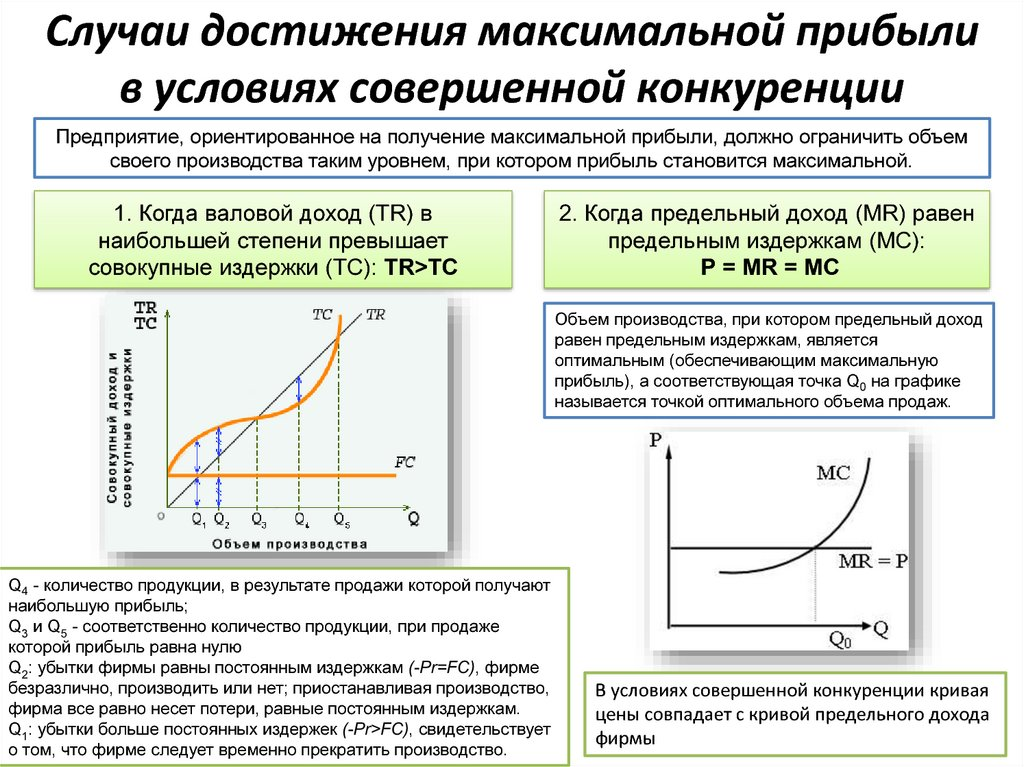 Случаи достижения максимальной прибыли
в условиях совершенной конкуренции
Предприятие, ориентированное на получение максимальной прибыли, должно ограничить объем
своего производства таким уровнем, при котором прибыль становится максимальной.
1. Когда валовой доход (TR) в
наибольшей степени превышает
совокупные издержки (TC): TR>TC
TR
TC
TC
TR
Совокупный доход и
совокупные издержки
FC
0
Q1
Q2
Q3
Q4
Q5
Q
Объем производства
Q4 - количество продукции, в результате продажи которой получают
наибольшую прибыль;
Q3 и Q5 - соответственно количество продукции, при продаже
которой прибыль равна нулю
Q2: убытки фирмы равны постоянным издержкам (-Pr=FC), фирме
безразлично, производить или нет; приостанавливая производство,
фирма все равно несет потери, равные постоянным издержкам.
Q1: убытки больше постоянных издержек (-Pr>FC), свидетельствует
о том, что фирме следует временно прекратить производство.
2. Когда предельный доход (MR) равен
предельным издержкам (MC):
P = MR = MC
Объем производства, при котором предельный доход
равен предельным издержкам, является
оптимальным (обеспечивающим максимальную
прибыль), а соответствующая точка Q0 на графике
называется точкой оптимального объема продаж.
P
MC
MR = P
Q0
Q
В условиях совершенной конкуренции кривая
цены совпадает с кривой предельного дохода
фирмы